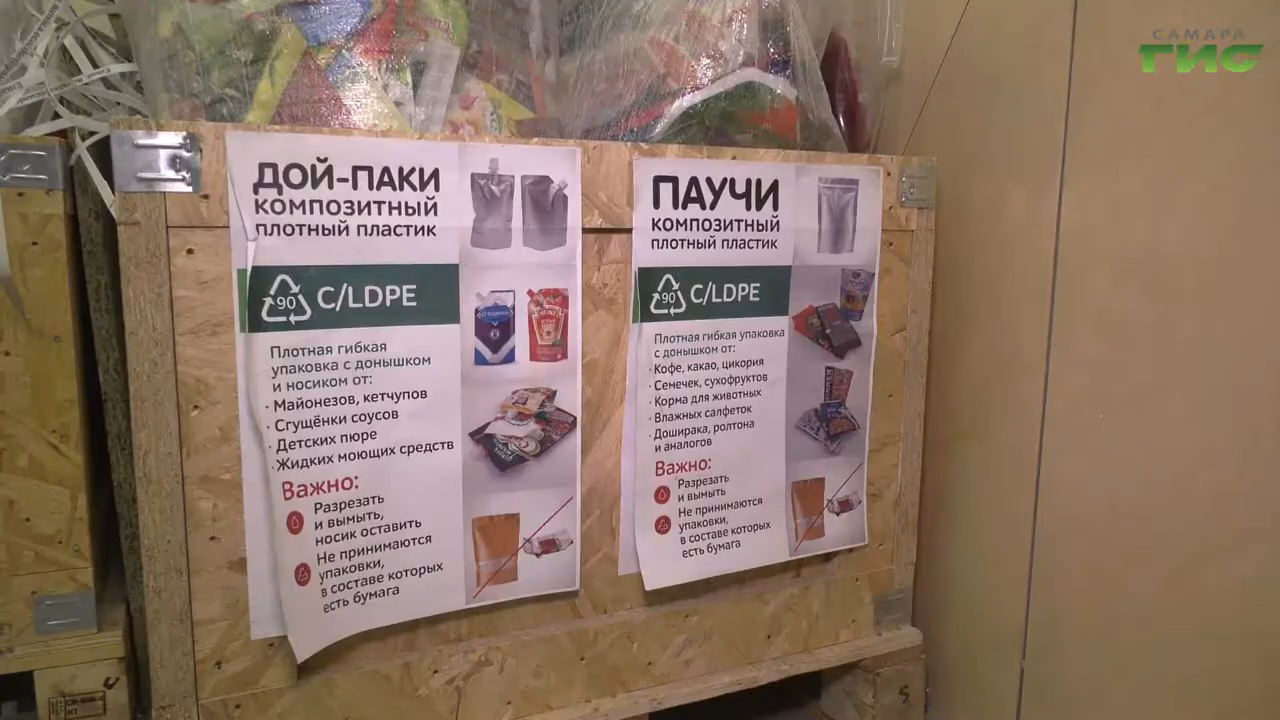 САМАРА
ГИС
ДОЙ-ПАКИ
КОМПОЗИТНЫЙ
ПЛОТНЫЙ ПЛАСТИК
90 C/LDPE
Плотная гибкая
упаковка с донышком
и носиком от:
· Майонезов, кетчупов
· Сгущёнки соусов
· Детских пюре
· Жидких моющих средств
Важно:
Разрезать
и вымыть,
носик оставить
Не принимаются
упаковки,
в составе которых
есть бумага
HEINZ
ПАУЧИ
КОМПОЗИТНЫЙ
ПЛОТНЫЙ ПЛАСТИК
90 C/LDPE
Плотная гибкая упаковка
с донышком от:
· Кофе, какао, цикория
· Семечек, сухофруктов
· Корма для животных
· Влажных салфеток
· Доширака, ролтона
и аналогов
Важно:
Разрезать
и вымыть
Не принимаются
упаковки,
в составе которых
есть бумага